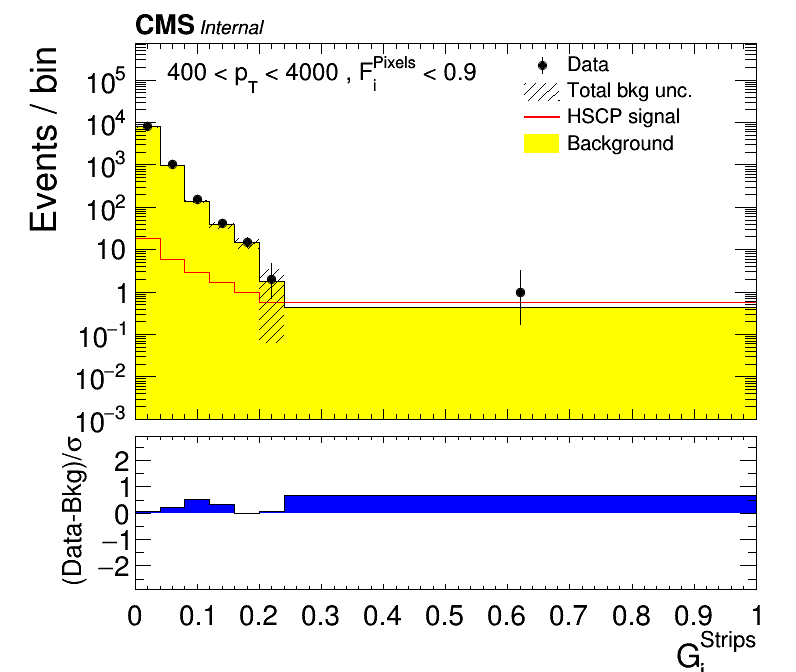 CMS Internal
400 < p_T < 4000 , F_i^Pixels < 0.9
Data
Total bkg unc.
HSCP signal
Background
Events / bin
10^5
10^4
10^3
10^2
10
1
10^−1
10^−2
10^−3
(Data-Bkg)/σ
2
1
0
−1
−2
0 0.1 0.2 0.3 0.4 0.5 0.6 0.7 0.8 0.9 1
G_i^Strips